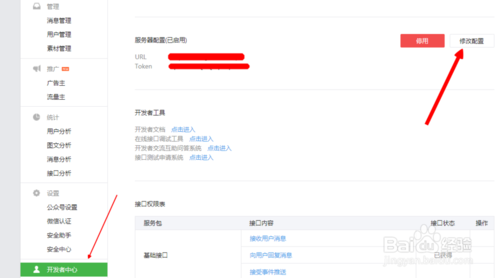 管理
消息管理
用户管理
素材管理
推广
广告主
流量主
统计
用户分析
图文分析
消息分析
接口分析
设置
公众号设置
微信认证
安全助手
安全中心
开发者中心
服务器配置(已启用)
停用
修改配置
URL
Token
开发者工具
开发者文档 点击进入
在线接口调试工具 点击进入
开发者交流互助问答系统 点击进入
接口测试申请系统 点击进入
接口权限表
服务包 接口内容 接口状态 操作
接收用户消息
基础接口 向用户回复消息 已获得
接受事件推送
Baidu 经验
jingyan.baidu.com